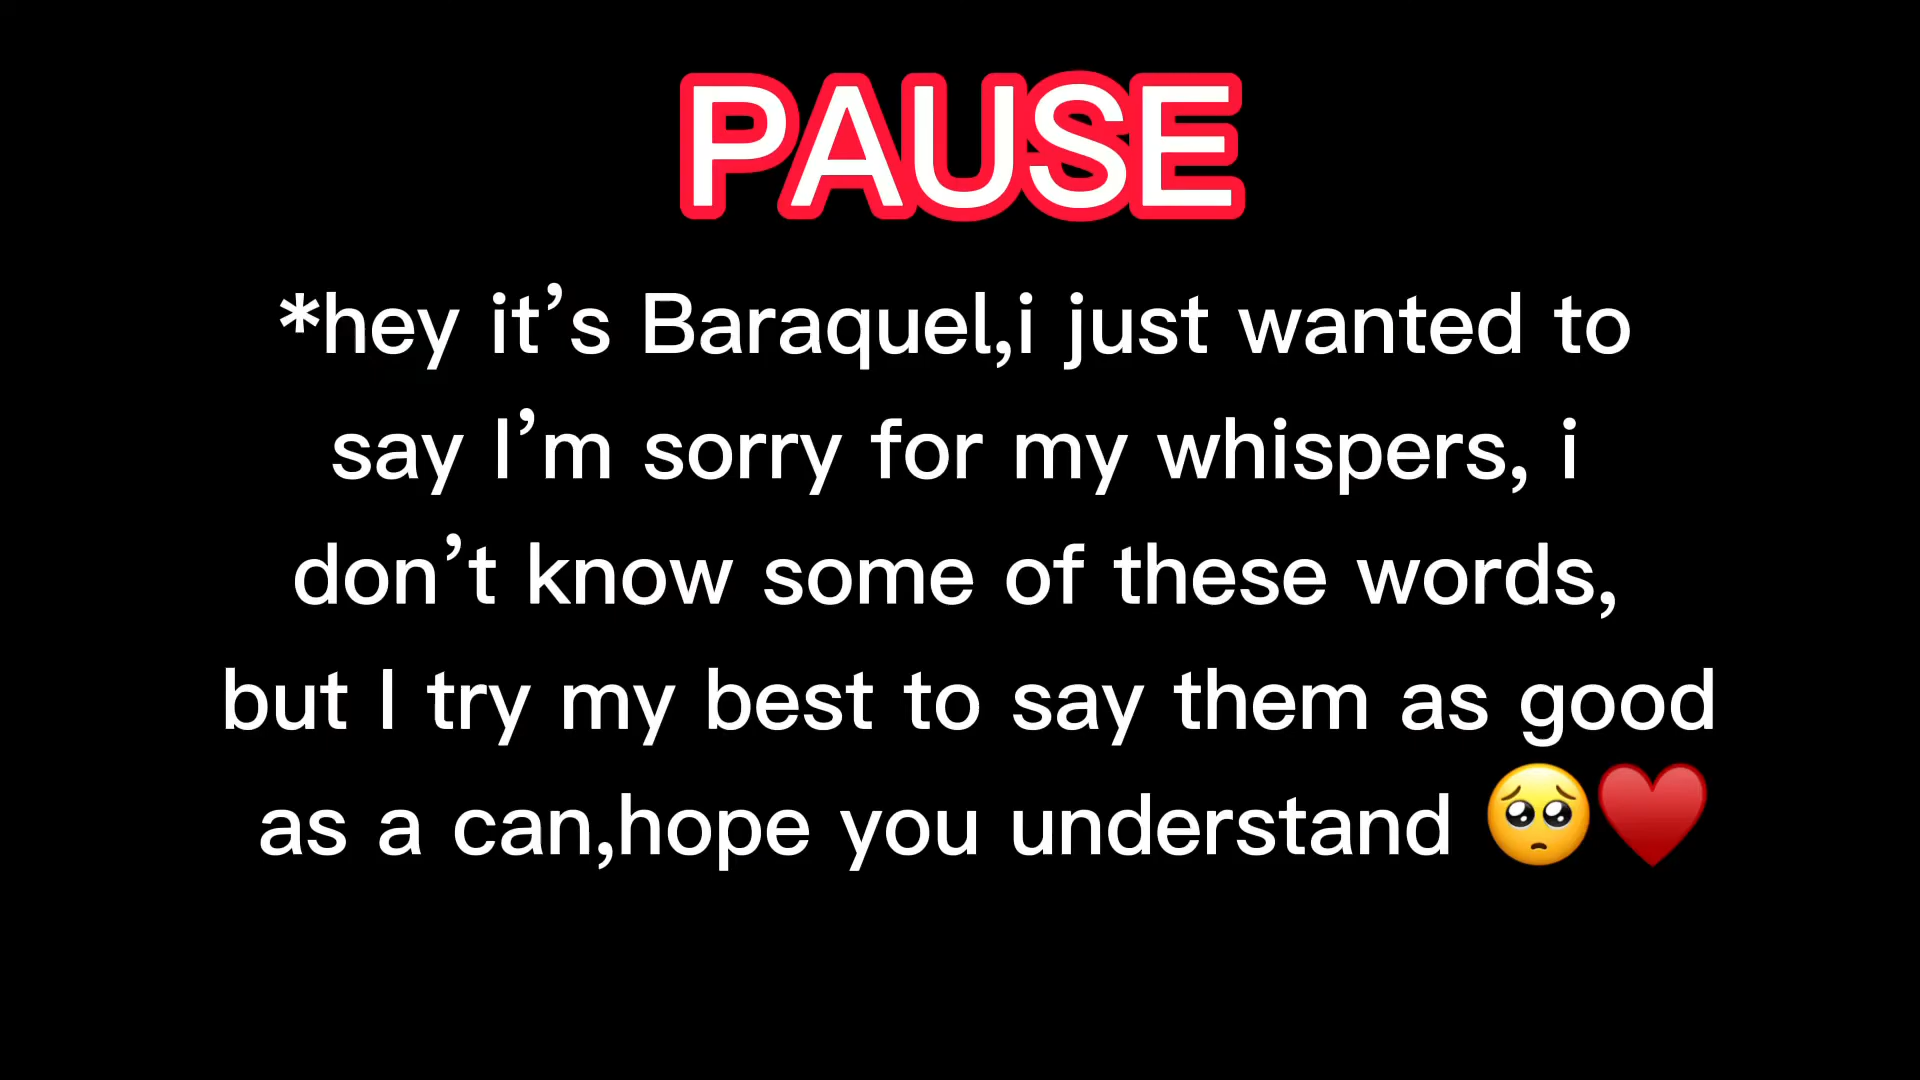 PAUSE
*hey it’s Baraquel,i just wanted to
say I’m sorry for my whispers, i
don’t know some of these words,
but I try my best to say them as good
as a can,hope you understand 🥺♥️